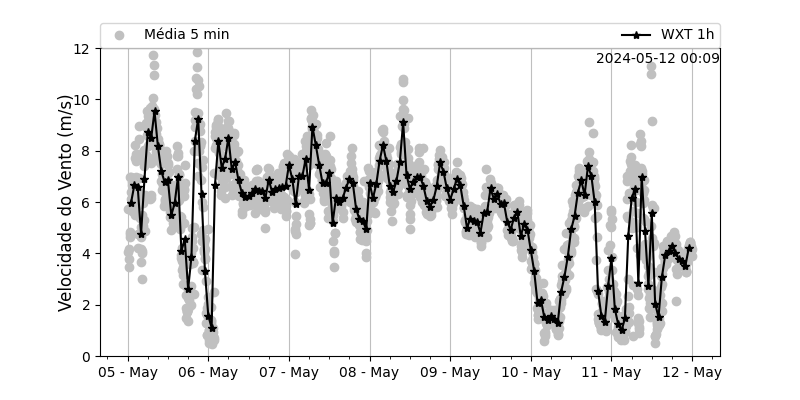 Média 5 min
WXT 1h
2024-05-12 00:09
Velocidade do Vento (m/s)
12
10
8
6
4
2
0
05 - May
06 - May
07 - May
08 - May
09 - May
10 - May
11 - May
12 - May